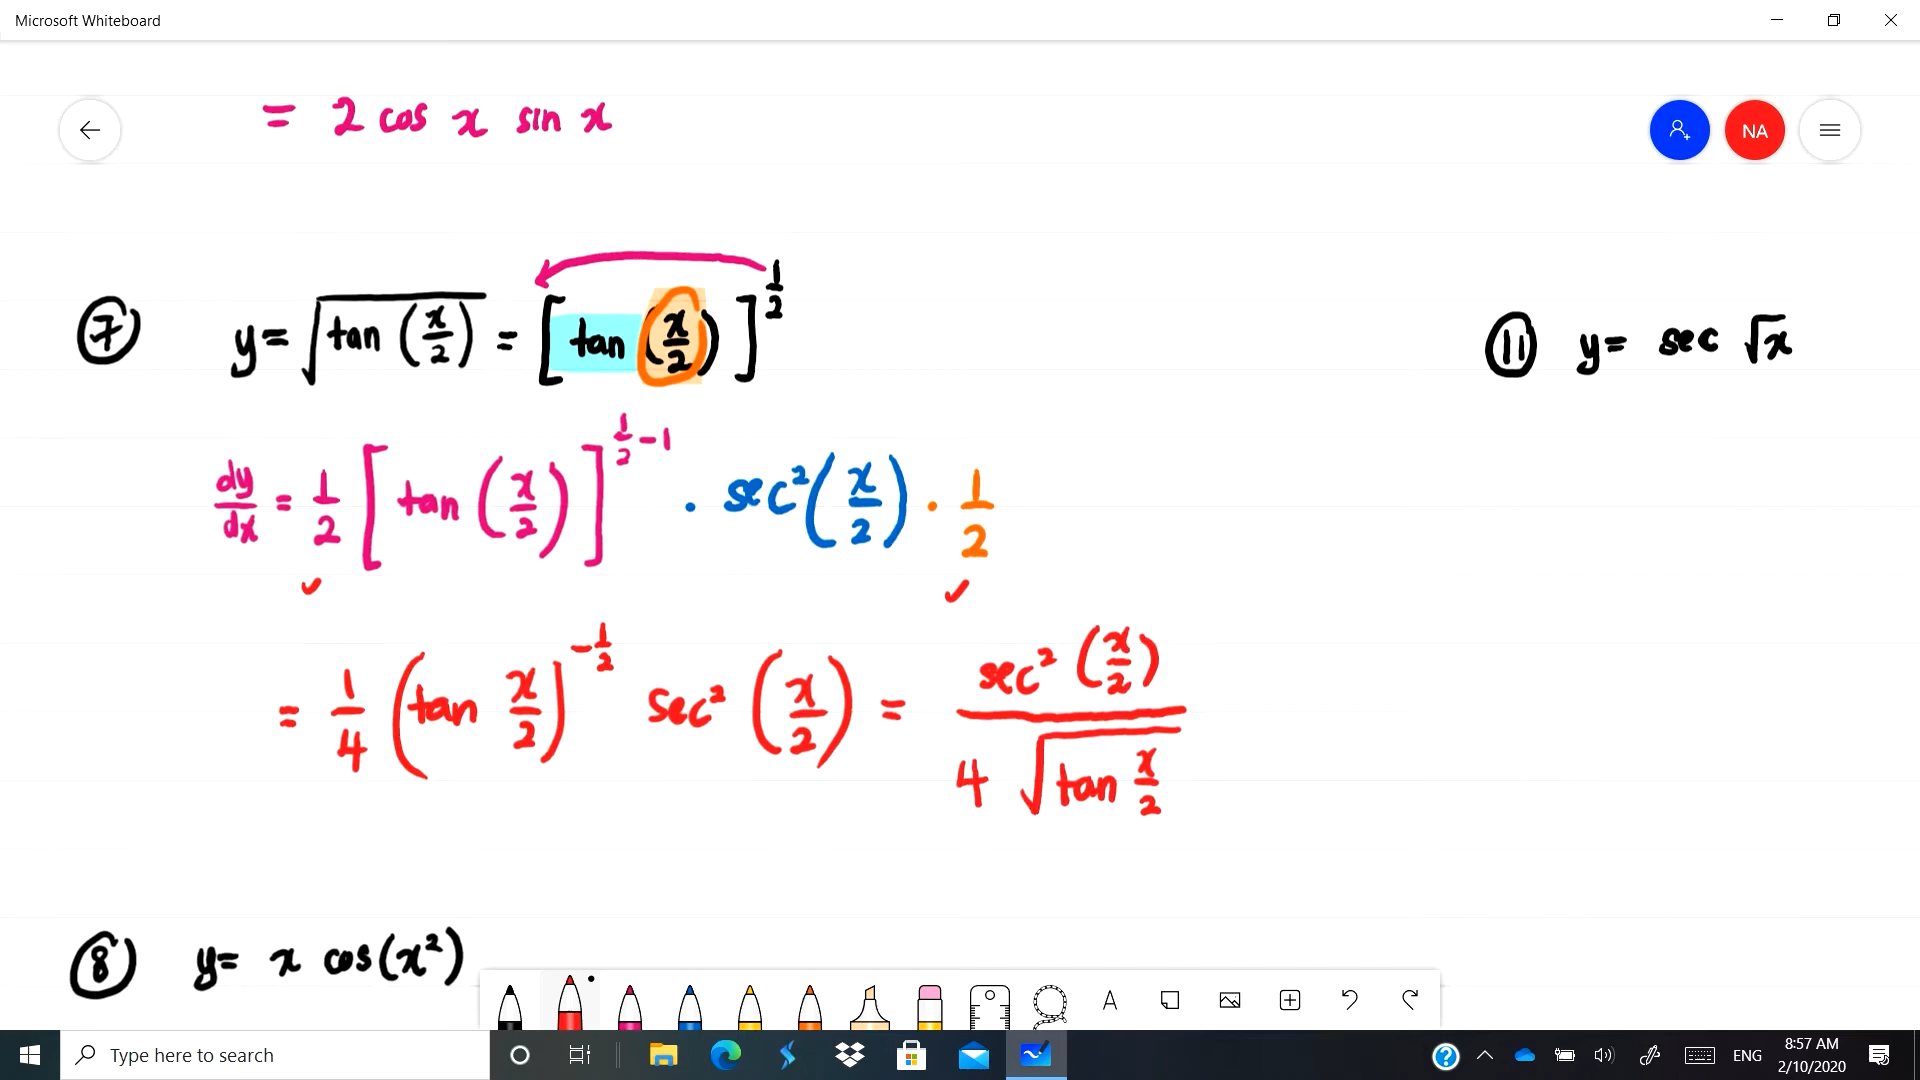 Microsoft Whiteboard
= 2 cos x sin x
NA
⑦ y = √(tan (x/2)) = [tan (x/2)]^(1/2)
⑪ y = sec √x
dy/dx = 1/2 [tan (x/2)]^(1/2 - 1) · sec² (x/2) · 1/2
✓ ✓
= 1/4 (tan x/2)^(-1/2) sec² (x/2) = sec² (x/2) / 4 √(tan x/2)
⑧ y = x cos(x²)
A
Type here to search
ENG
8:57 AM
2/10/2020